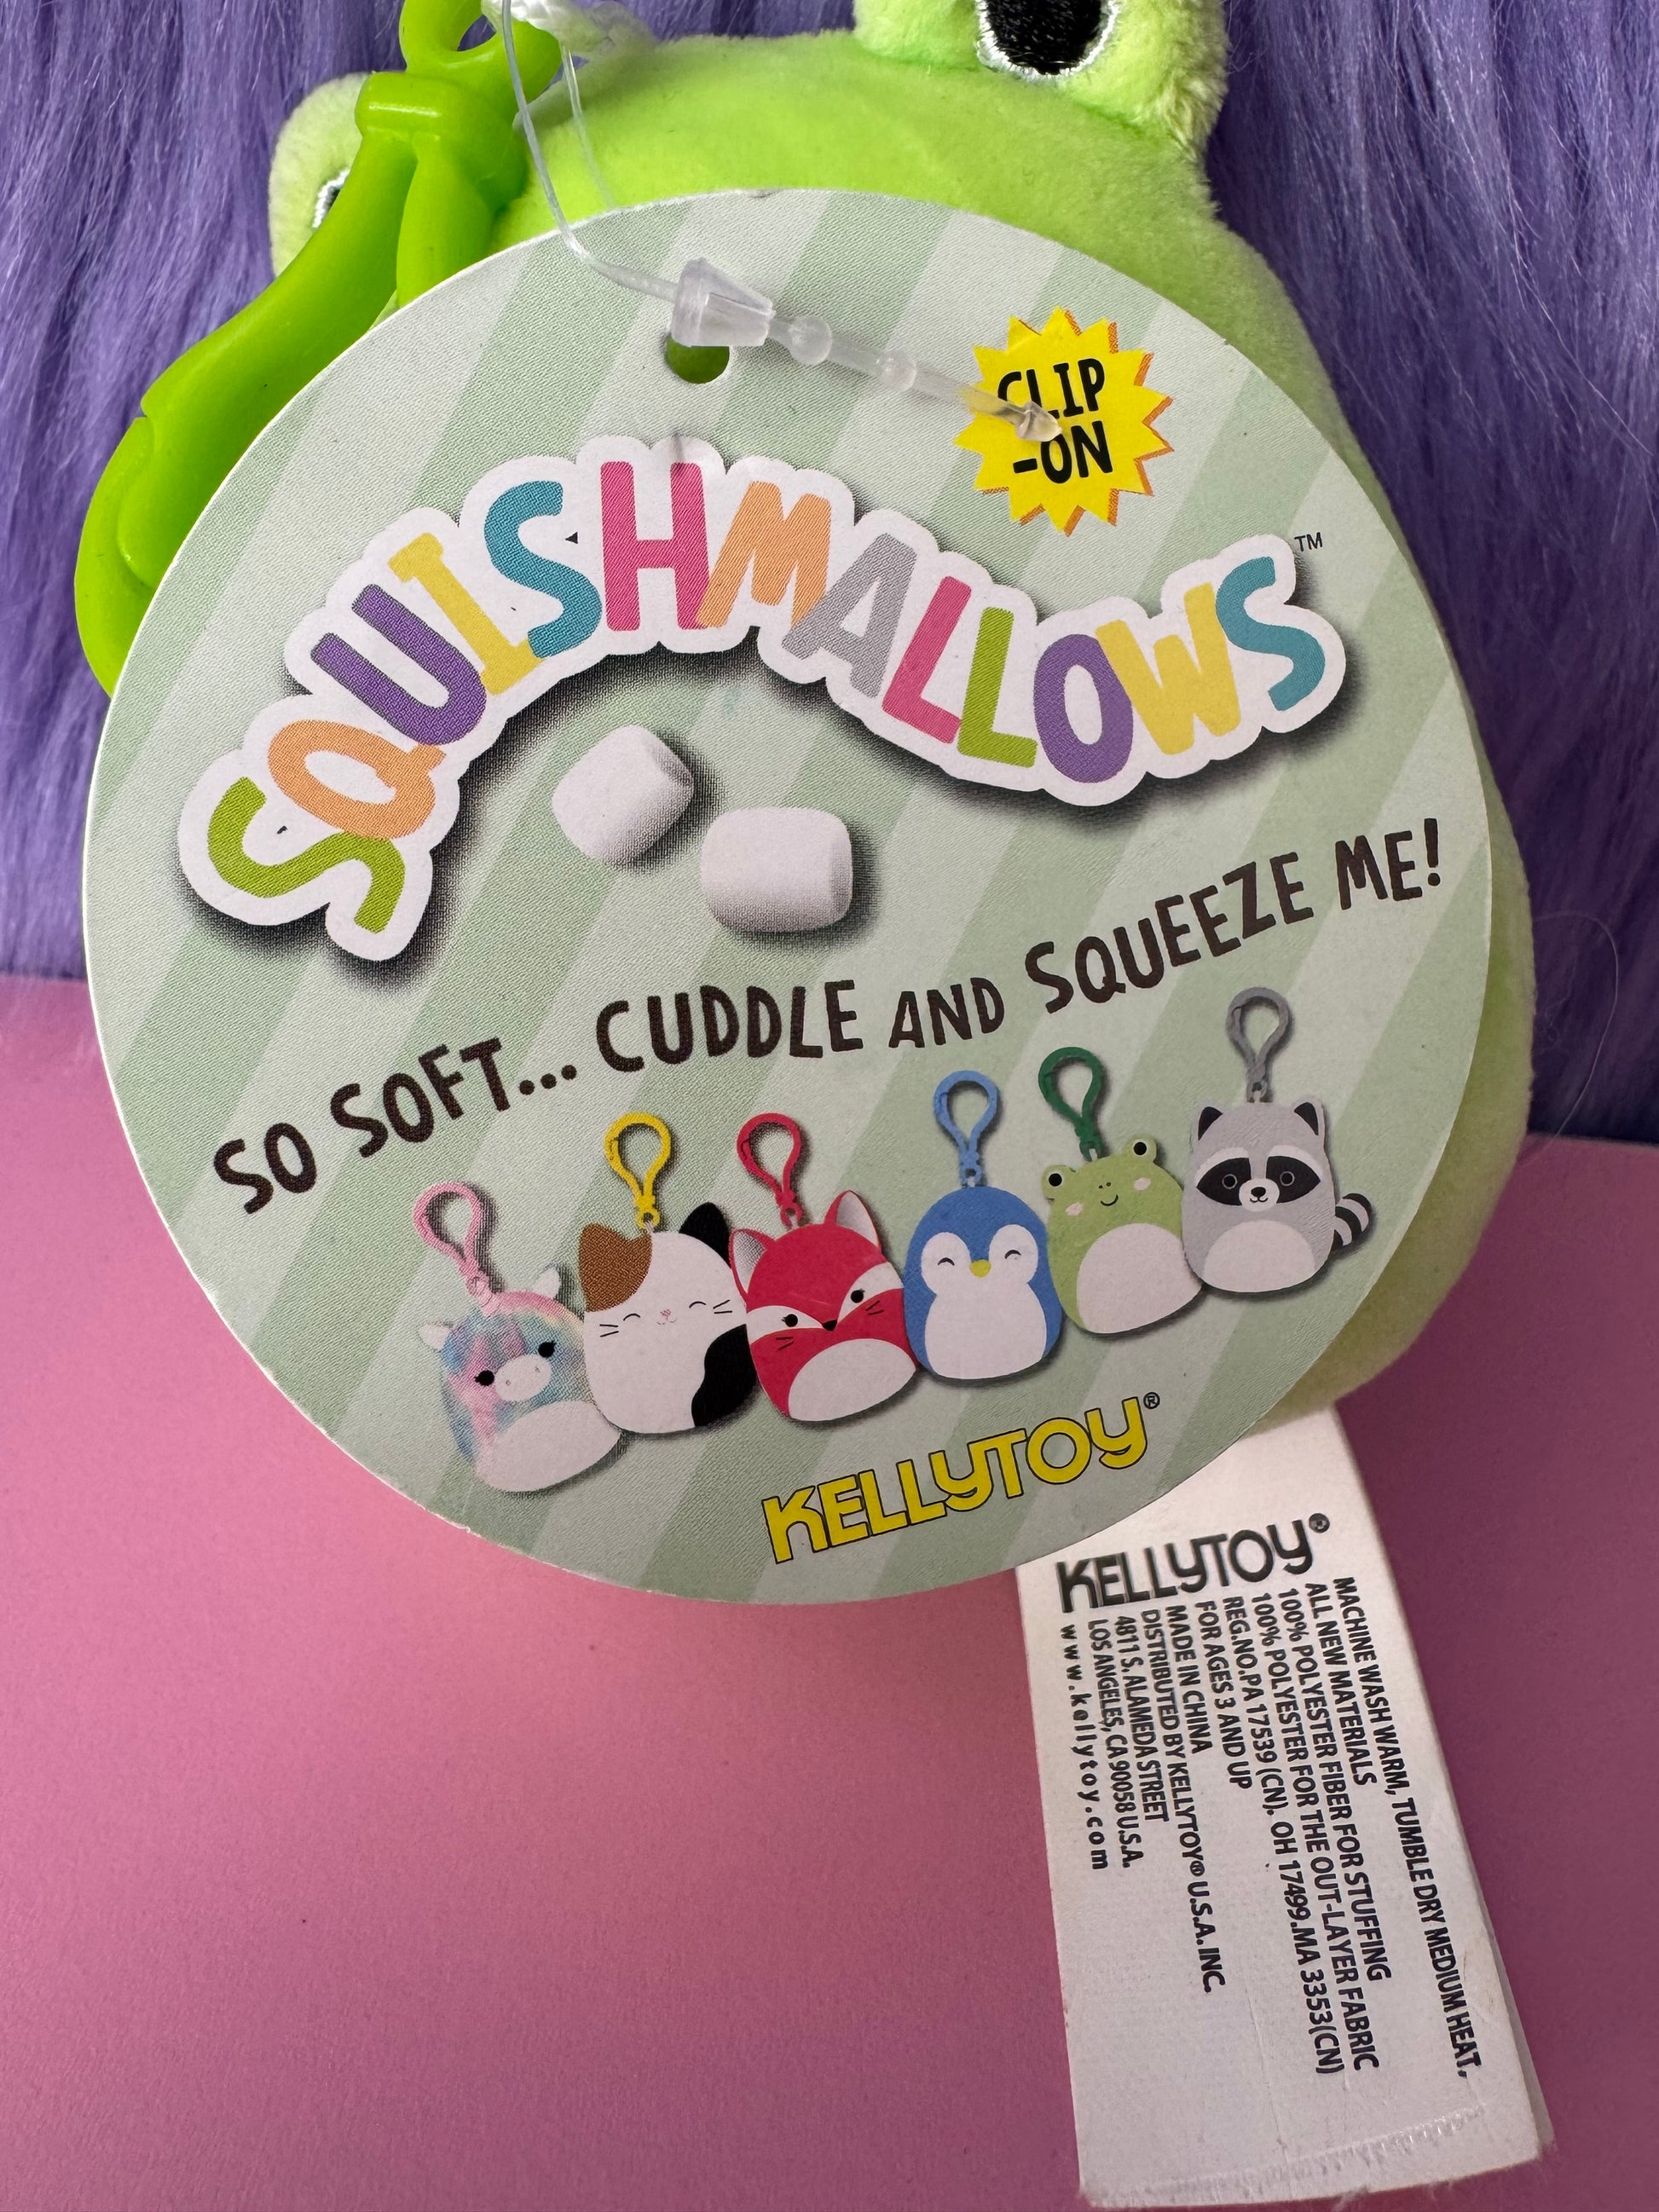 CLIP
-ON
SQUISHMALLOWS™
SO SOFT... CUDDLE AND SQUEEZE ME!
KELLYTOY®
KELLYTOY®
MACHINE WASH WARM, TUMBLE DRY MEDIUM HEAT,
ALL NEW MATERIALS
100% POLYESTER FIBER FOR STUFFING
100% POLYESTER FOR THE OUT-LAYER FABRIC
REG.NO.PA 17539 (CN). OH 17499.MA 3353(CN)
FOR AGES 3 AND UP
MADE IN CHINA
DISTRIBUTED BY KELLYTOY® U.S.A. INC.
4811 S. ALAMEDA STREET
LOS ANGELES, CA 90058 U.S.A.
www.kellytoy.com